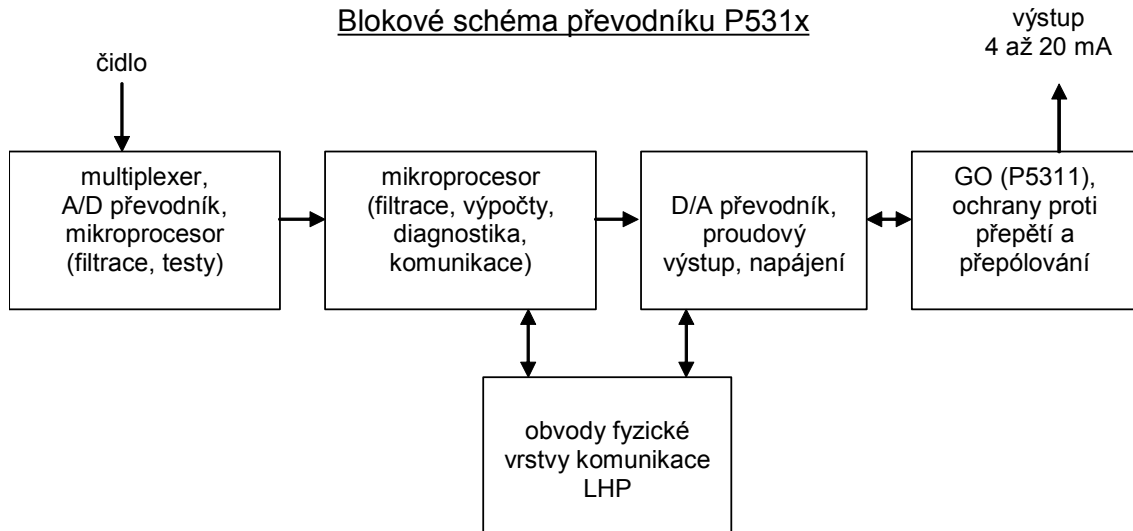 Blokové schéma převodníku P531x
výstup
4 až 20 mA
čidlo
multiplexer,
A/D převodník,
mikroprocesor
(filtrace, testy)
mikroprocesor
(filtrace, výpočty,
diagnostika,
komunikace)
D/A převodník,
proudový
výstup, napájení
GO (P5311),
ochrany proti
přepětí a
přepólování
obvody fyzické
vrstvy komunikace
LHP